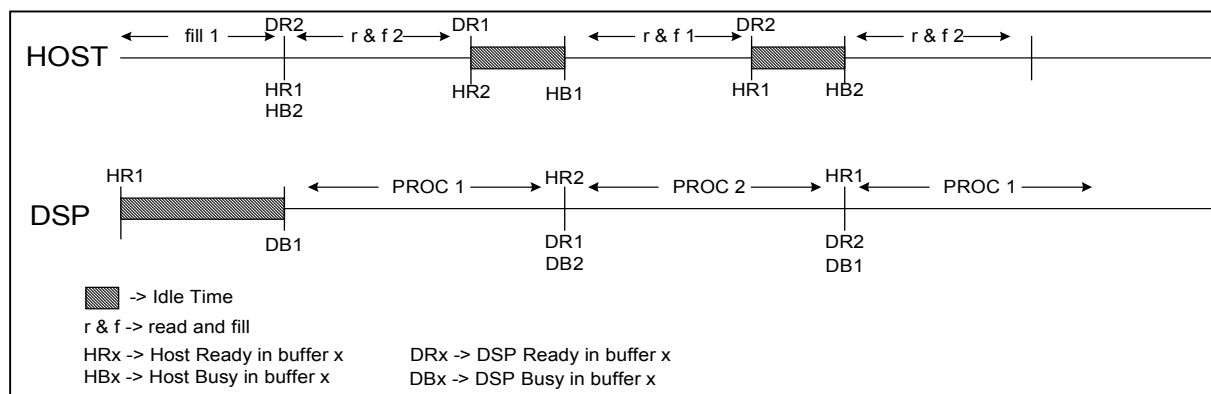 DR2 DR1 DR2
fill 1 r & f 2 r & f 1 r & f 2
HOST
HR1 HR2 HB1 HR1 HB2
HB2
HR1 HR2 HR1
PROC 1 PROC 2 PROC 1
DSP
DB1 DR1 DR2
DB2 DB1
-> Idle Time
r & f -> read and fill
HRx -> Host Ready in buffer x DRx -> DSP Ready in buffer x
HBx -> Host Busy in buffer x DBx -> DSP Busy in buffer x